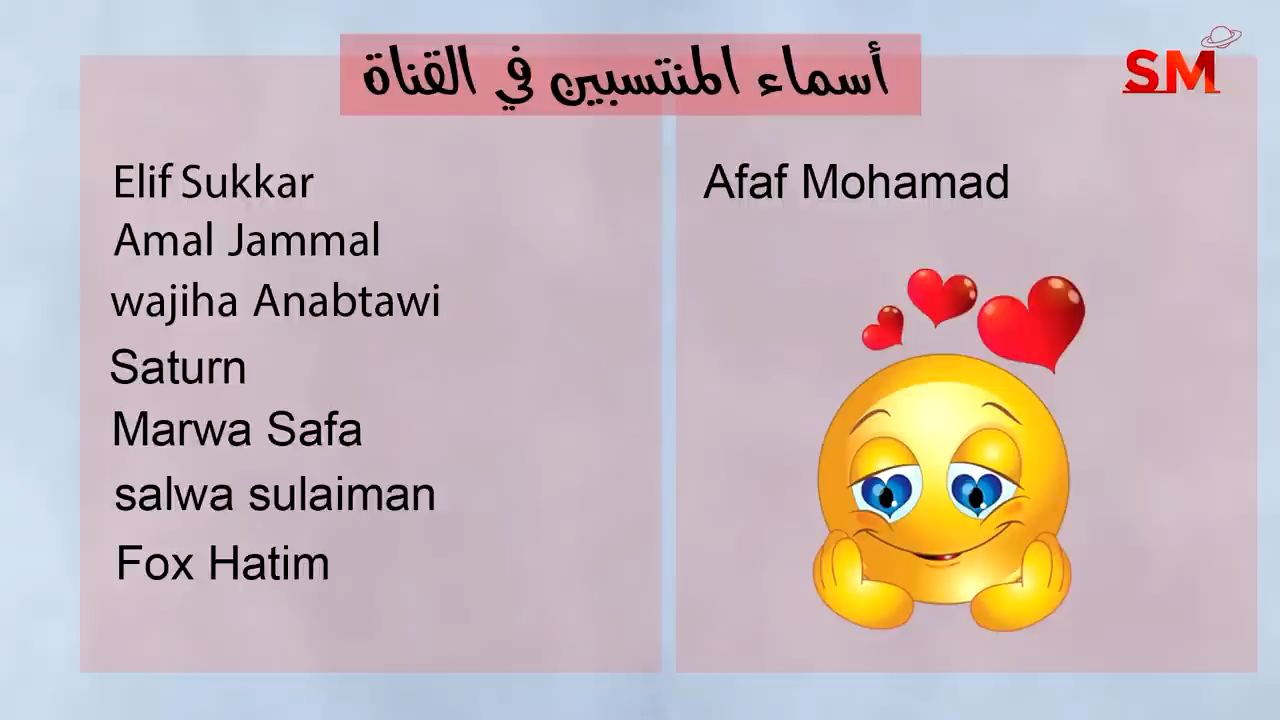 أسماء المنتسبين في القناة
SM
Elif Sukkar
Amal Jammal
wajiha Anabtawi
Saturn
Marwa Safa
salwa sulaiman
Fox Hatim
Afaf Mohamad